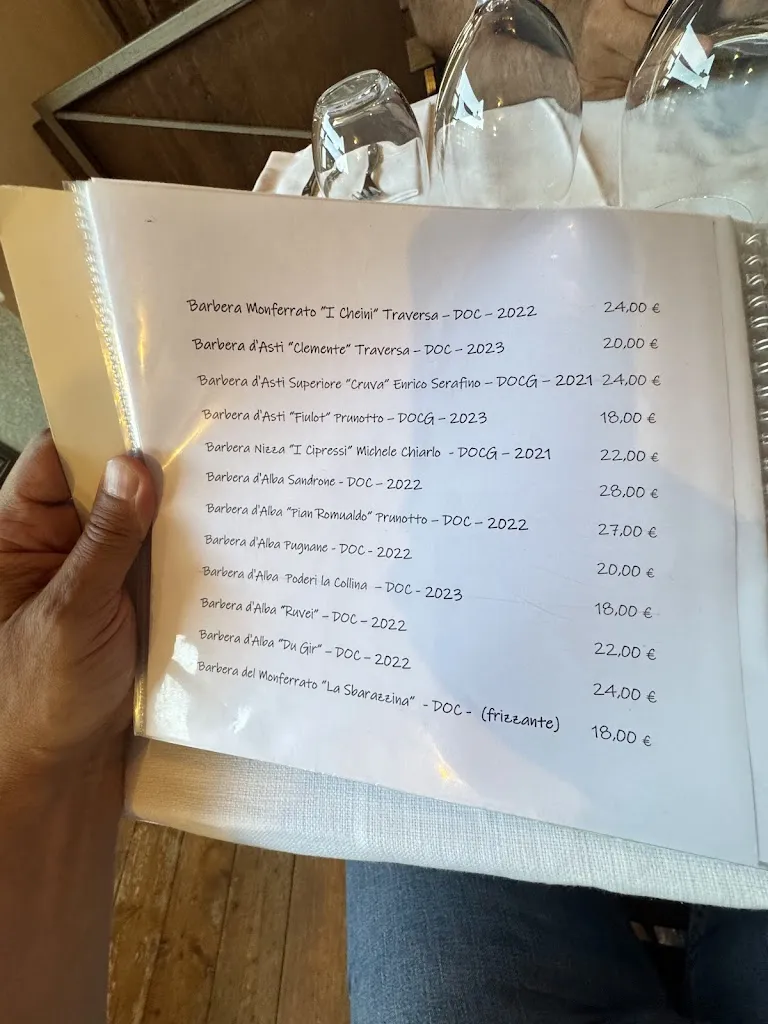 Barbera Monferrato "I Cheini" Traversa – DOC – 2022 24,00 €
Barbera d'Asti "Clemente" Traversa – DOC – 2023 20,00 €
Barbera d'Asti Superiore "Cruva" Enrico Serafino – DOCG – 2021 24,00 €
Barbera d'Asti "Fiulot" Prunotto – DOCG – 2023 18,00 €
Barbera Nizza "I Cipressi" Michele Chiarlo - DOCG – 2021 22,00 €
Barbera d'Alba Sandrone - DOC – 2022 28,00 €
Barbera d'Alba "Pian Romualdo" Prunotto – DOC – 2022 27,00 €
Barbera d'Alba Pugnane - DOC - 2022 20,00 €
Barbera d'Alba Poderi la Collina – DOC - 2023 18,00 €
Barbera d'Alba "Ruvei" – DOC – 2022 22,00 €
Barbera d'Alba "Du Gir" – DOC – 2022 24,00 €
Barbera del Monferrato "La Sbarazzina" - DOC - (frizzante) 18,00 €